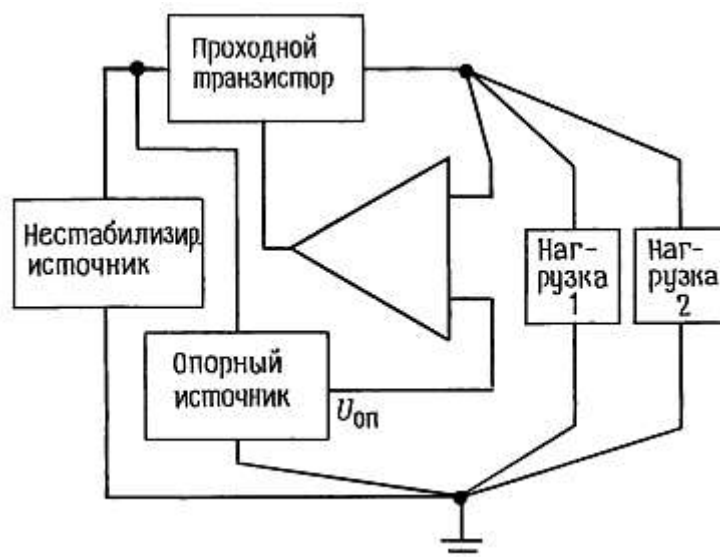 Проходной
транзистор
Нестабилизир.
источник
Опорный
источник
Uоп
Наг-
рузка
1
Наг-
рузка
2